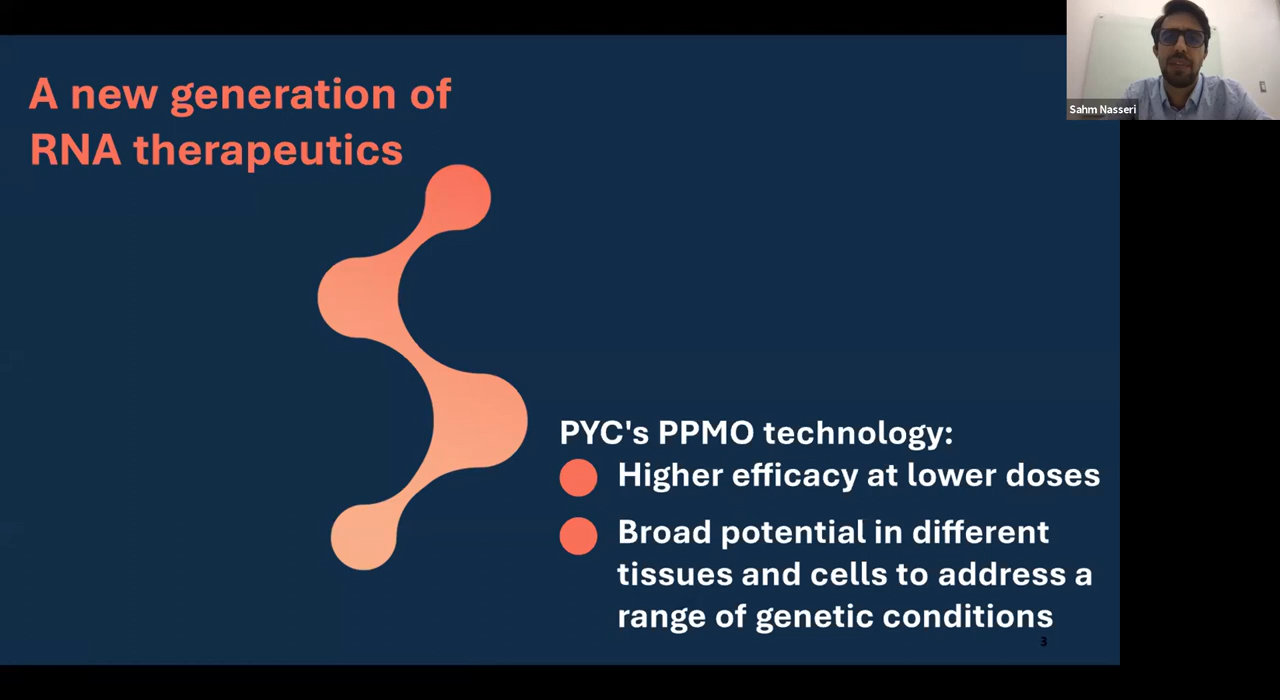 A new generation of
RNA therapeutics
Sahm Nasseri
PYC's PPMO technology:
Higher efficacy at lower doses
Broad potential in different
tissues and cells to address a
range of genetic conditions
3